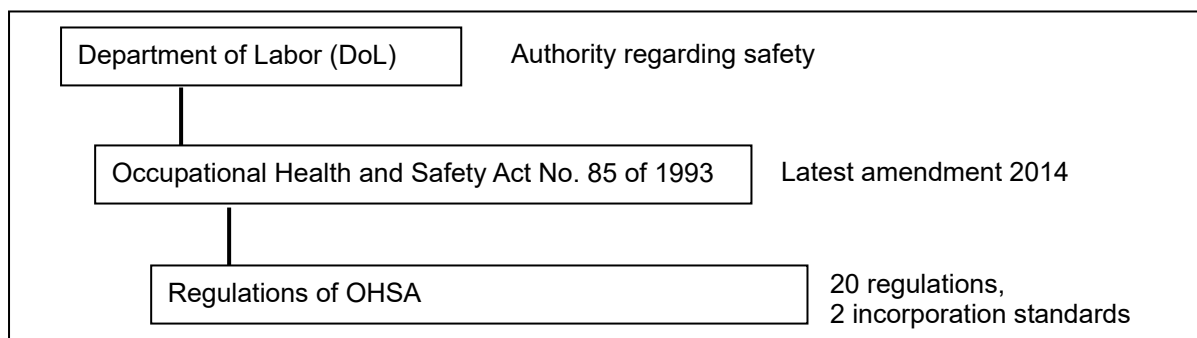 Department of Labor (DoL)
Authority regarding safety
Occupational Health and Safety Act No. 85 of 1993
Latest amendment 2014
Regulations of OHSA
20 regulations,
2 incorporation standards